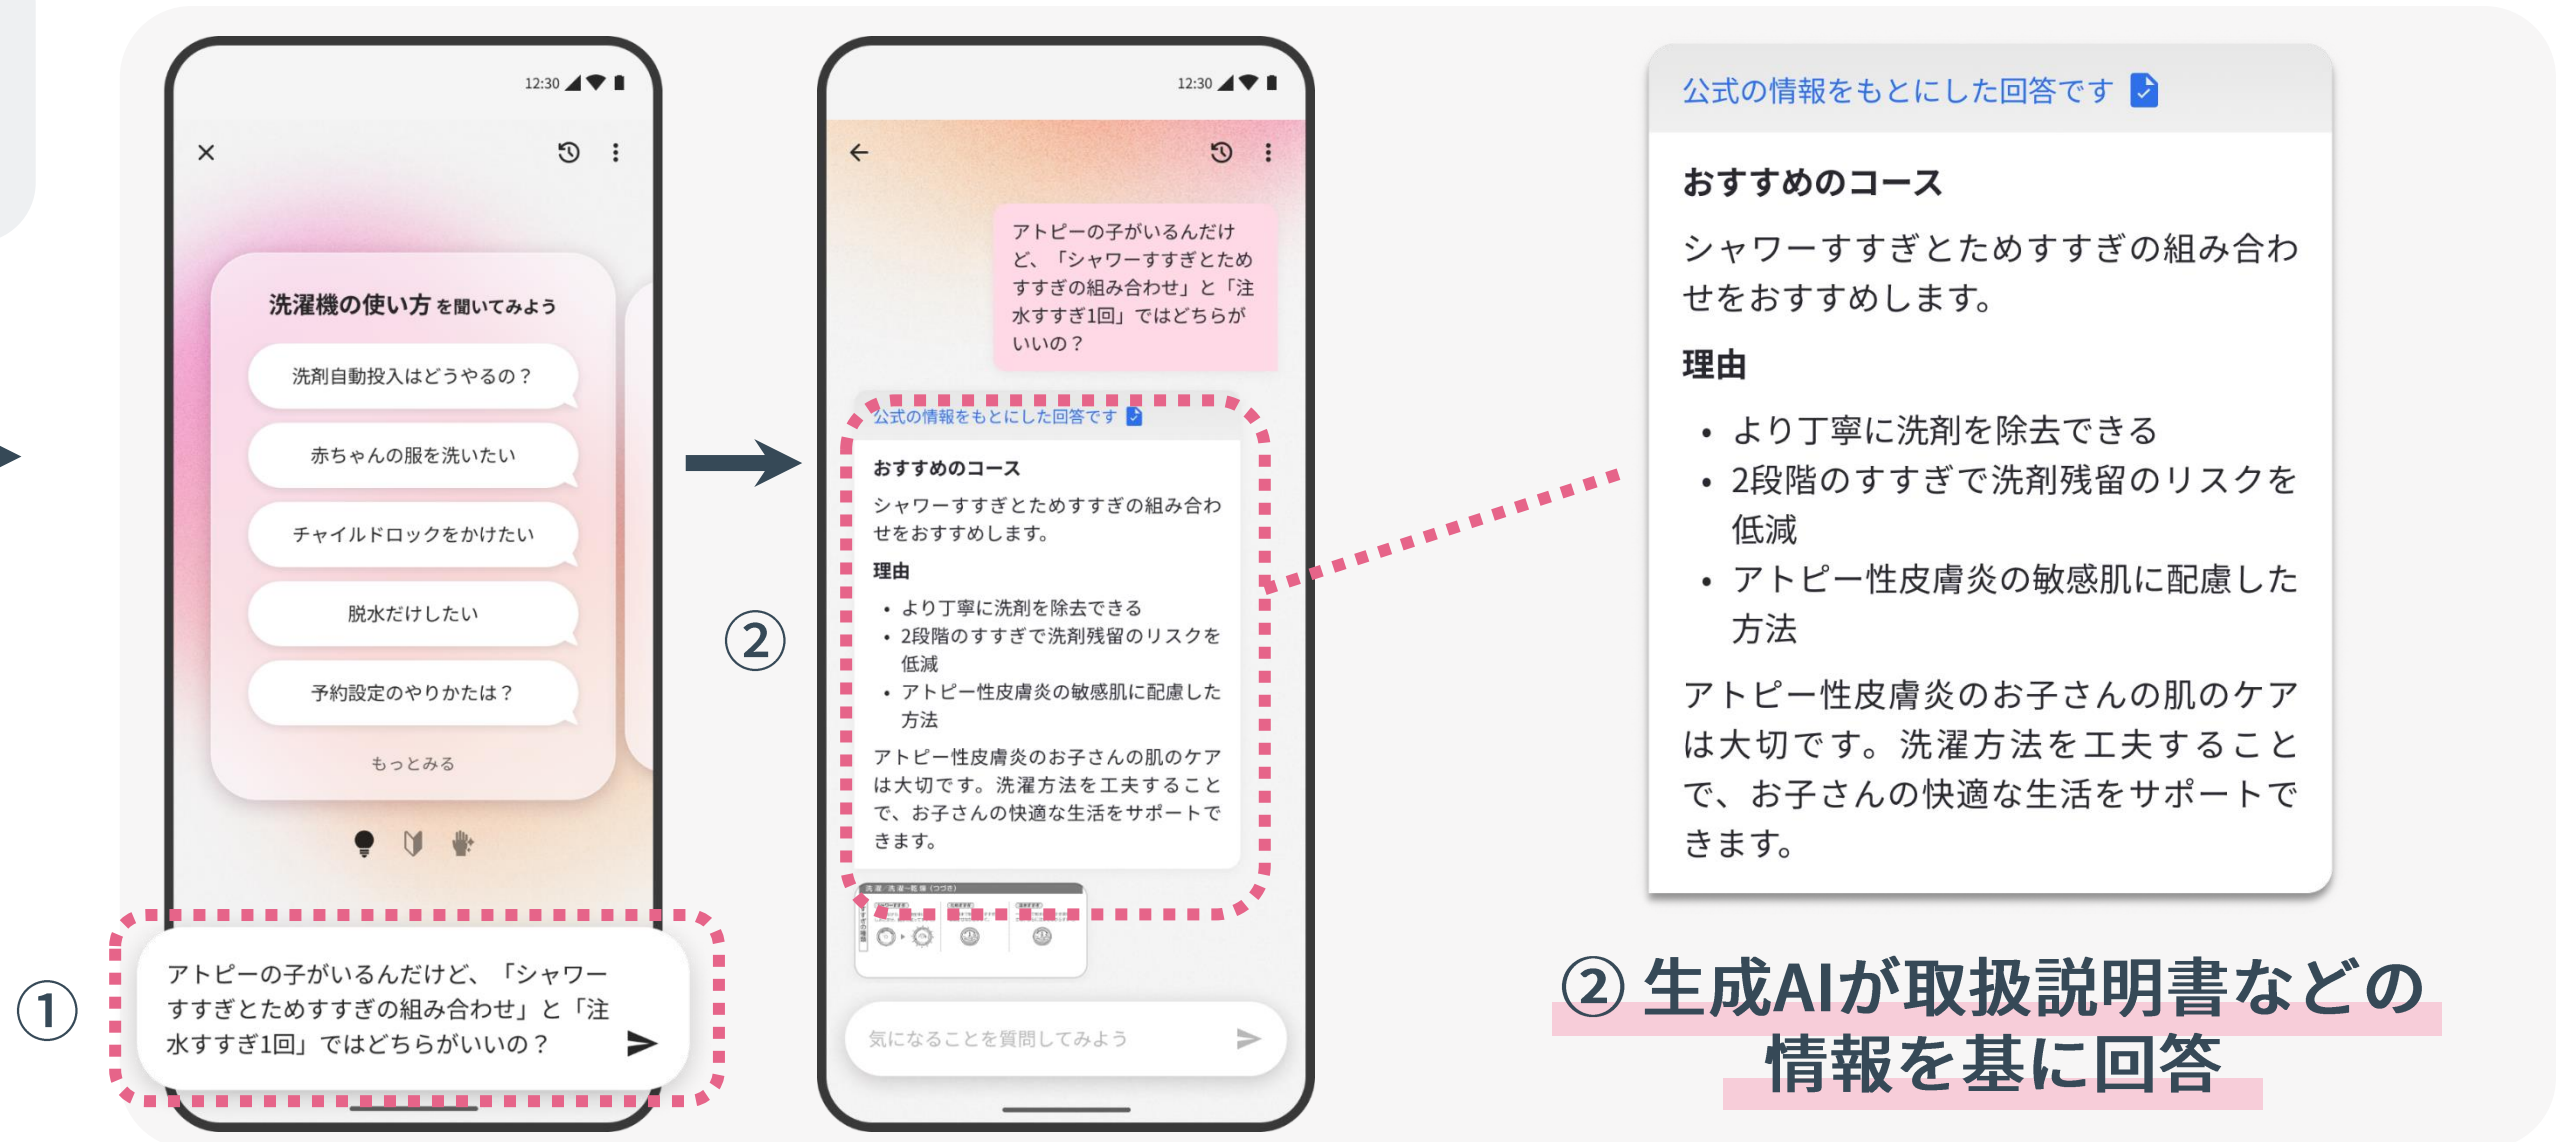 12:30
洗濯機の使い方 を聞いてみよう
洗剤自動投入はどうやるの？
赤ちゃんの服を洗いたい
チャイルドロックをかけたい
脱水だけしたい
予約設定のやりかたは？
もっとみる
①
アトピーの子がいるんだけど、「シャワー
すすぎとためすすぎの組み合わせ」と「注
水すすぎ1回」ではどちらがいいの？
②
12:30
アトピーの子がいるんだけ
ど、「シャワーすすぎとため
すすぎの組み合わせ」と「注
水すすぎ1回」ではどちらが
いいの？
公式の情報をもとにした回答です
おすすめのコース
シャワーすすぎとためすすぎの組み合わ
せをおすすめします。
理由
• より丁寧に洗剤を除去できる
• 2段階のすすぎで洗剤残留のリスクを
低減
• アトピー性皮膚炎の敏感肌に配慮した
方法
アトピー性皮膚炎のお子さんの肌のケア
は大切です。洗濯方法を工夫すること
で、お子さんの快適な生活をサポートで
きます。
洗濯/洗濯〜乾燥（つづき）
すすぎの種類
気になることを質問してみよう
公式の情報をもとにした回答です
おすすめのコース
シャワーすすぎとためすすぎの組み合わ
せをおすすめします。
理由
• より丁寧に洗剤を除去できる
• 2段階のすすぎで洗剤残留のリスクを
低減
• アトピー性皮膚炎の敏感肌に配慮した
方法
アトピー性皮膚炎のお子さんの肌のケア
は大切です。洗濯方法を工夫すること
で、お子さんの快適な生活をサポートで
きます。
② 生成AIが取扱説明書などの
情報を基に回答